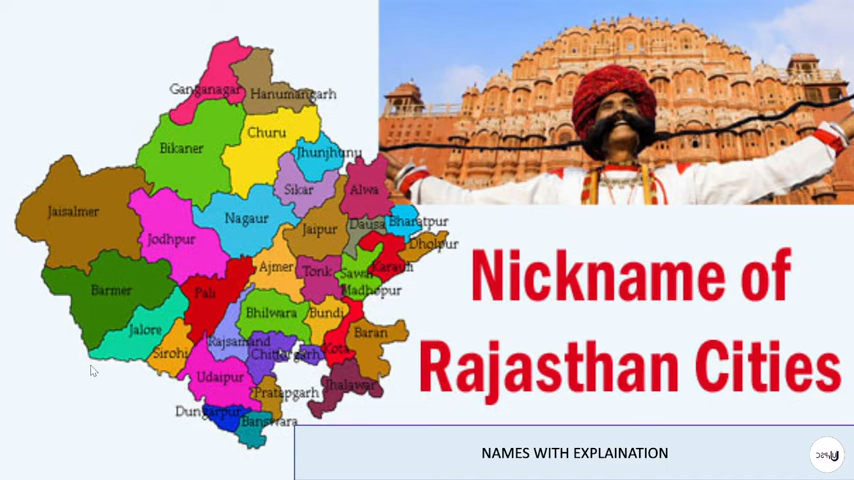 Ganganagar
Hanumangarh
Churu
Bikaner
Jhunjhunu
Sikar
Alwa
Jaisalmer
Nagaur
Jaipur
Dausa
Bharatpur
Jodhpur
Dholpur
Ajmer
Tonk
Sawai
Madhopur
Karauli
Barmer
Pali
Bhilwara
Bundi
Jalore
Rajsamand
Baran
Sirohi
Chittorgarh
Kota
Udaipur
Jhalawar
Pratapgarh
Dungarpur
Banswara
Nickname of
Rajasthan Cities
NAMES WITH EXPLAINATION